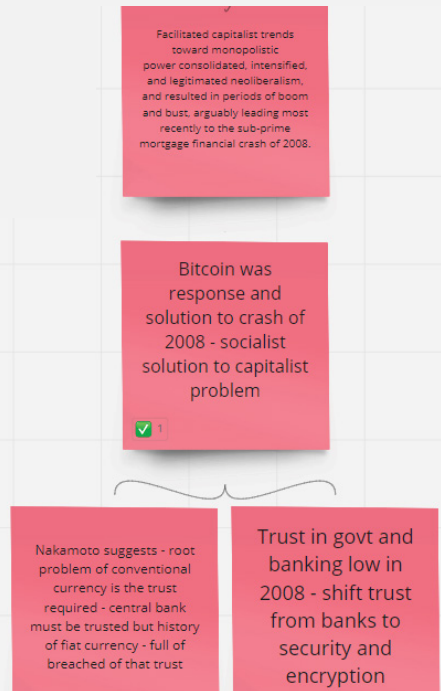 Facilitated capitalist trends
toward monopolistic
power consolidated, intensified,
and legitimated neoliberalism,
and resulted in periods of boom
and bust, arguably leading most
recently to the sub-prime
mortgage financial crash of 2008.
Bitcoin was
response and
solution to crash of
2008 - socialist
solution to capitalist
problem
✅ 1
Nakamoto suggests - root
problem of conventional
currency is the trust
required - central bank
must be trusted but history
of fiat currency - full of
breached of that trust
Trust in govt and
banking low in
2008 - shift trust
from banks to
security and
encryption